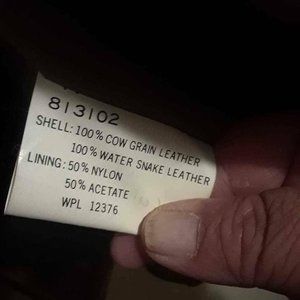 813102
SHELL: 100% COW GRAIN LEATHER
100% WATER SNAKE LEATHER
LINING: 50% NYLON
50% ACETATE
WPL 12376